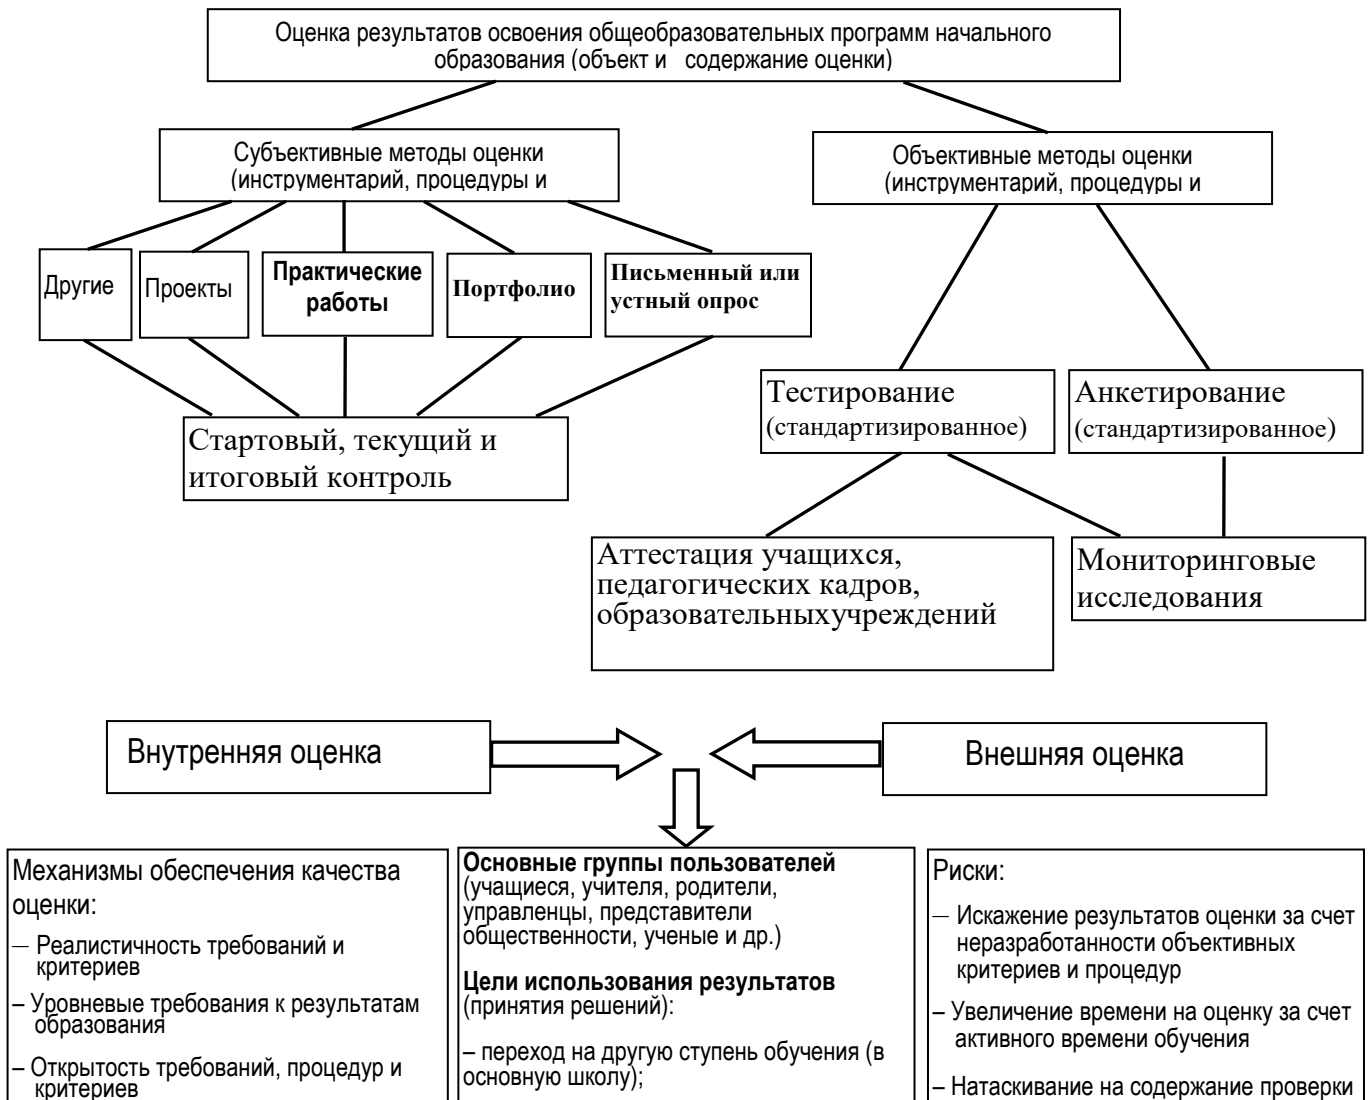 Оценка результатов освоения общеобразовательных программ начального
образования (объект и содержание оценки)
Субъективные методы оценки
(инструментарий, процедуры и
Объективные методы оценки
(инструментарий, процедуры и
Другие
Проекты
Практические
работы
Портфолио
Письменный или
устный опрос
Тестирование
(стандартизированное)
Анкетирование
(стандартизированное)
Стартовый, текущий и
итоговый контроль
Аттестация учащихся,
педагогических кадров,
образовательныхучреждений
Мониторинговые
исследования
Внутренняя оценка
Внешняя оценка
Механизмы обеспечения качества
оценки:
— Реалистичность требований и
критериев
– Уровневые требования к результатам
образования
– Открытость требований, процедур и
критериев
Основные группы пользователей
(учащиеся, учителя, родители,
управленцы, представители
общественности, ученые и др.)
Цели использования результатов
(принятия решений):
– переход на другую ступень обучения (в
основную школу);
Риски:
— Искажение результатов оценки за счет
неразработанности объективных
критериев и процедур
– Увеличение времени на оценку за счет
активного времени обучения
– Натаскивание на содержание проверки